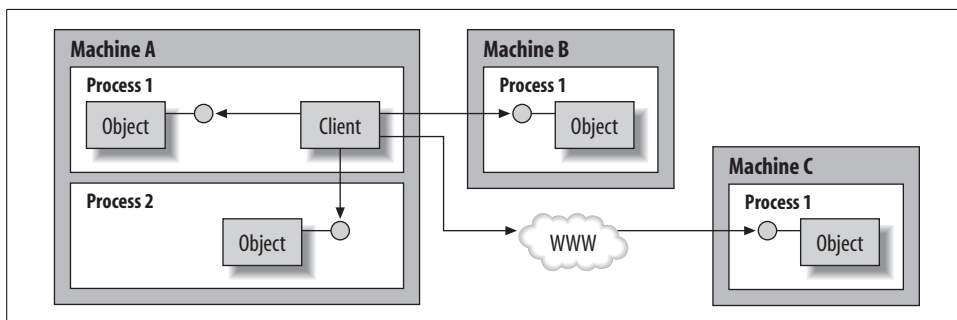 Machine A
Process 1
Object
Client
Process 2
Object
Machine B
Process 1
Object
WWW
Machine C
Process 1
Object